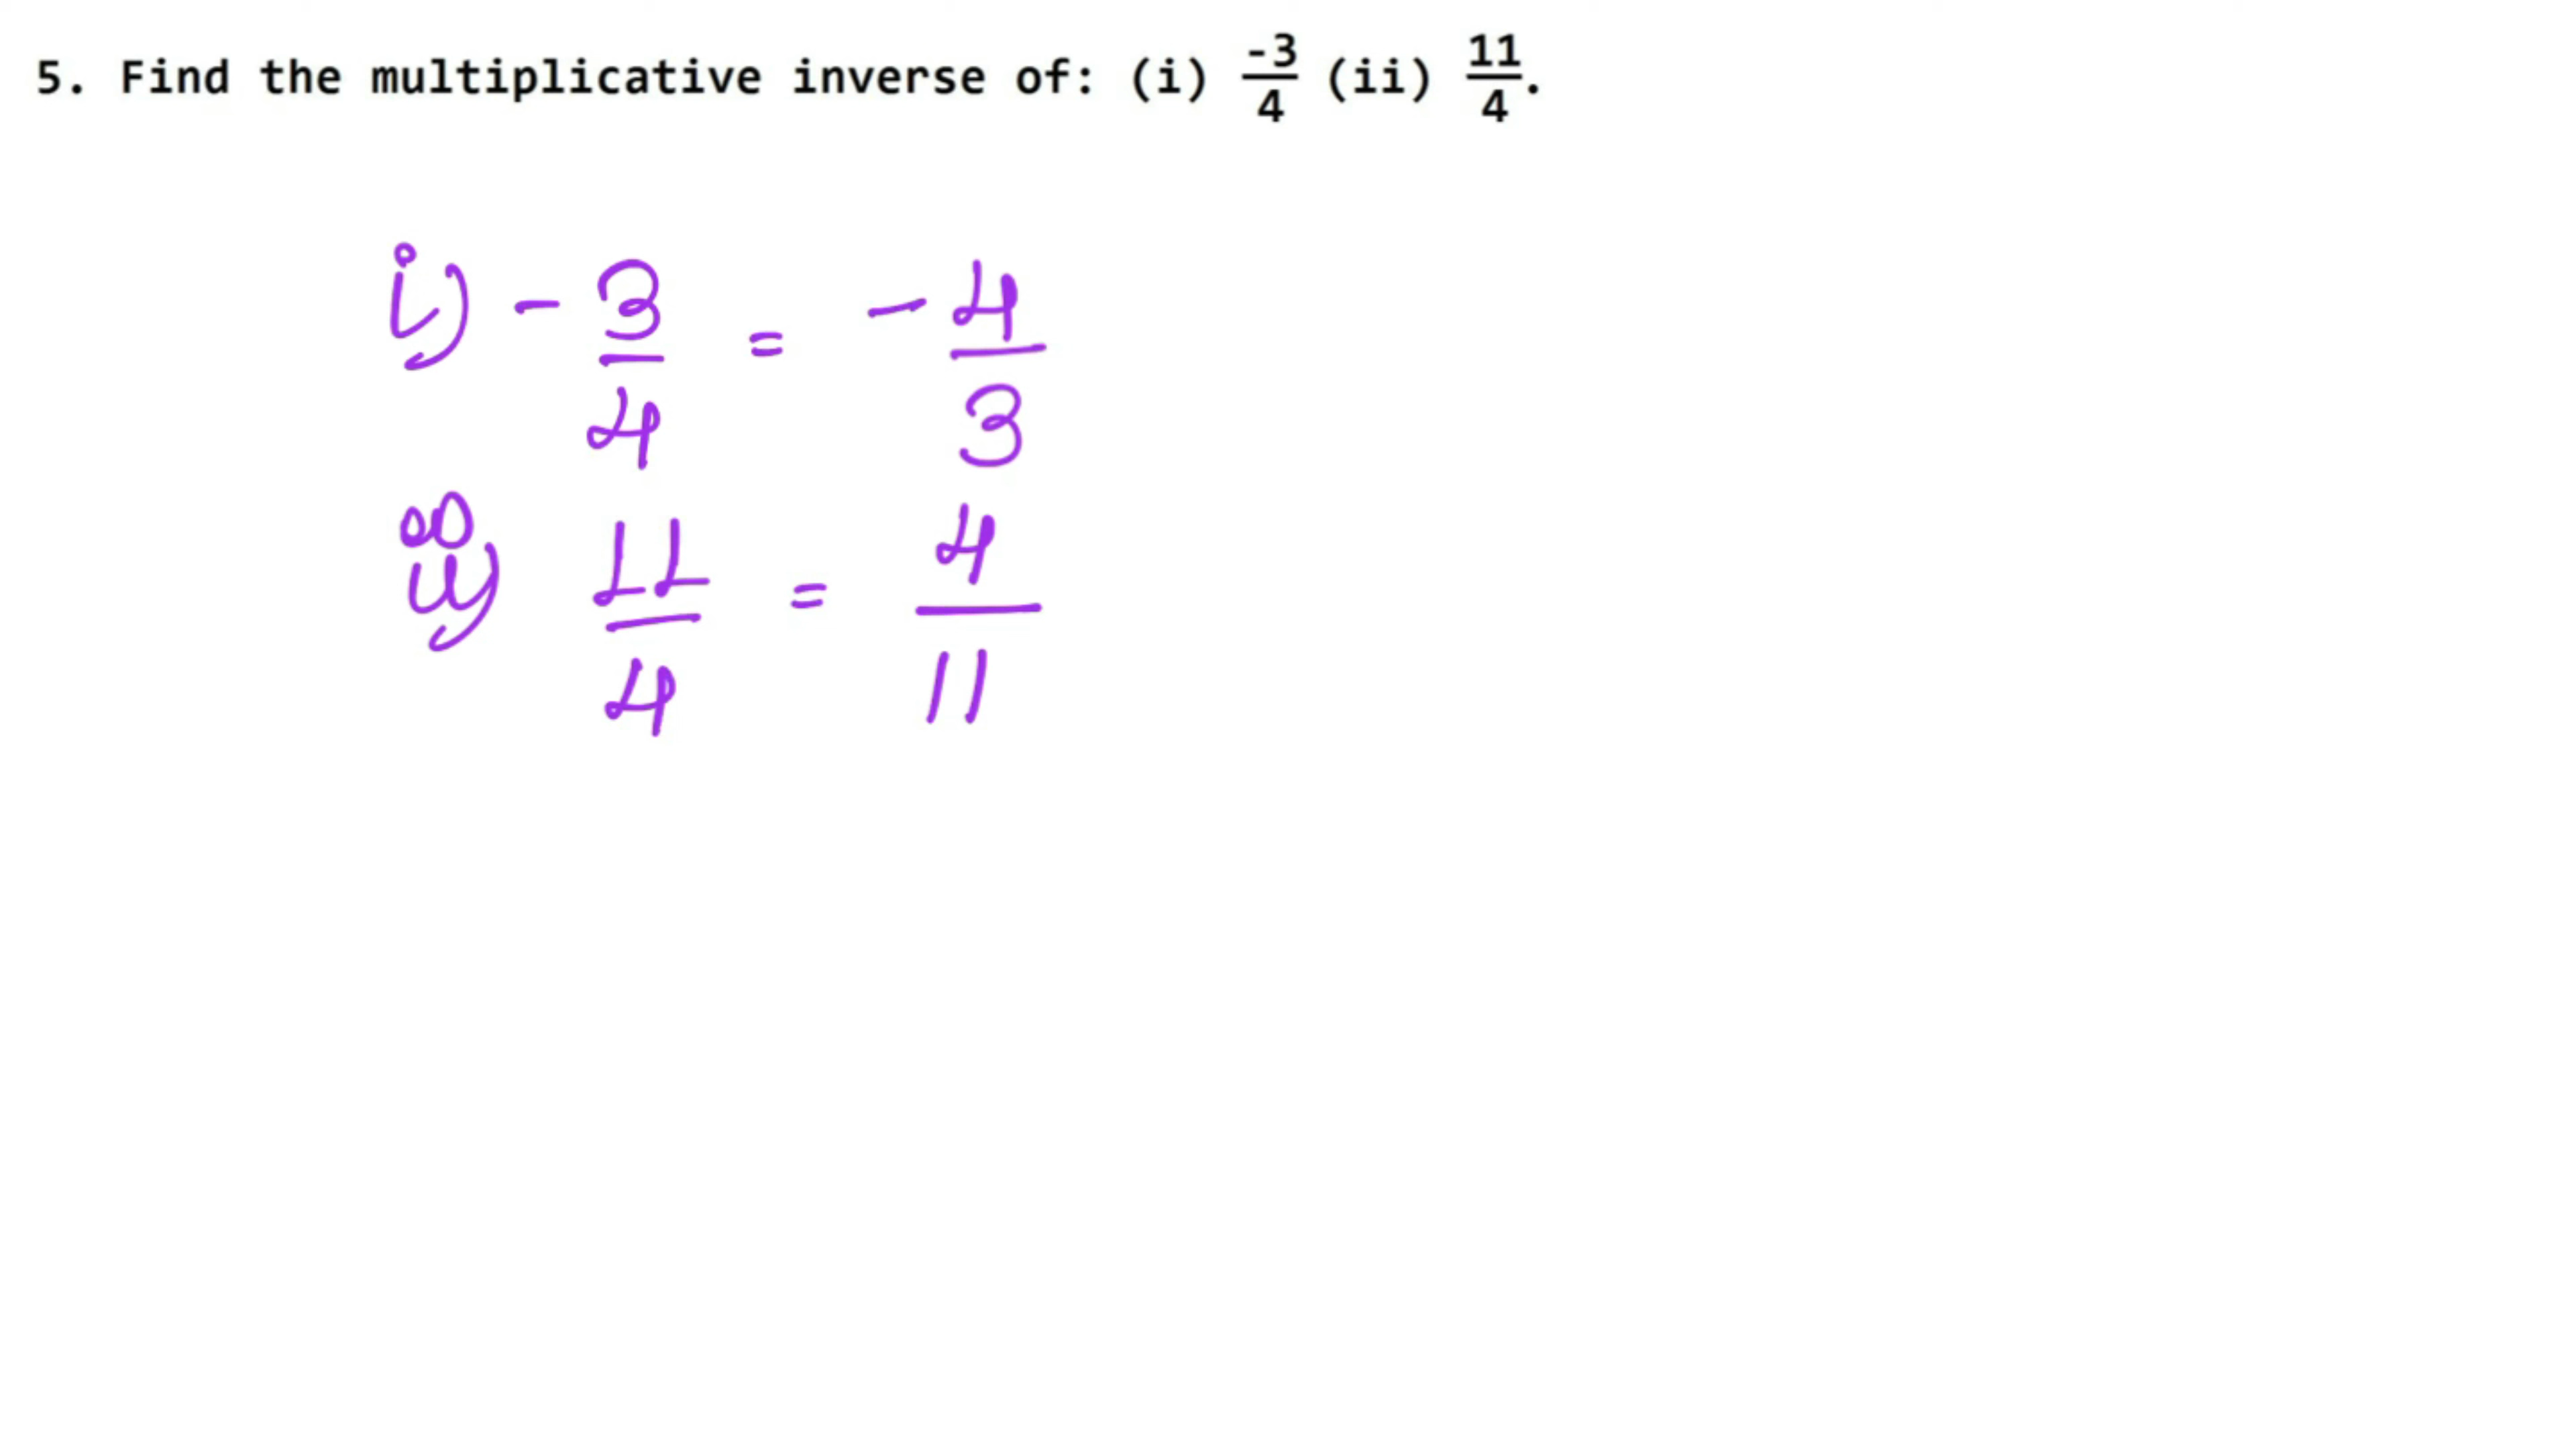 5. Find the multiplicative inverse of: (i) -3/4 (ii) 11/4.
i) - 3/4 = - 4/3
ii) 11/4 = 4/11